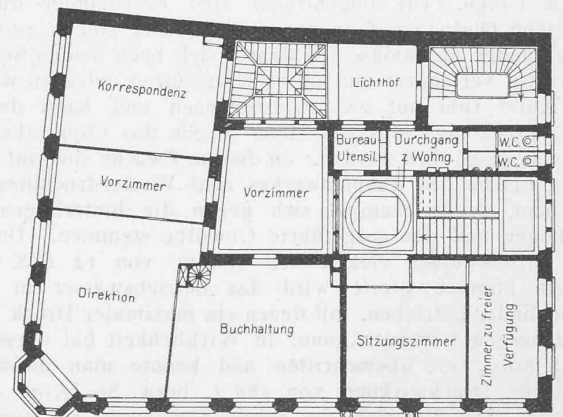 Korrespondenz
Lichthof
Bureau-
Utensil.
Durchgang
z. Wohng.
W.C.
W.C.
Vorzimmer
Vorzimmer
Direktion
Buchhaltung
Sitzungszimmer
Zimmer zu freier
Verfügung